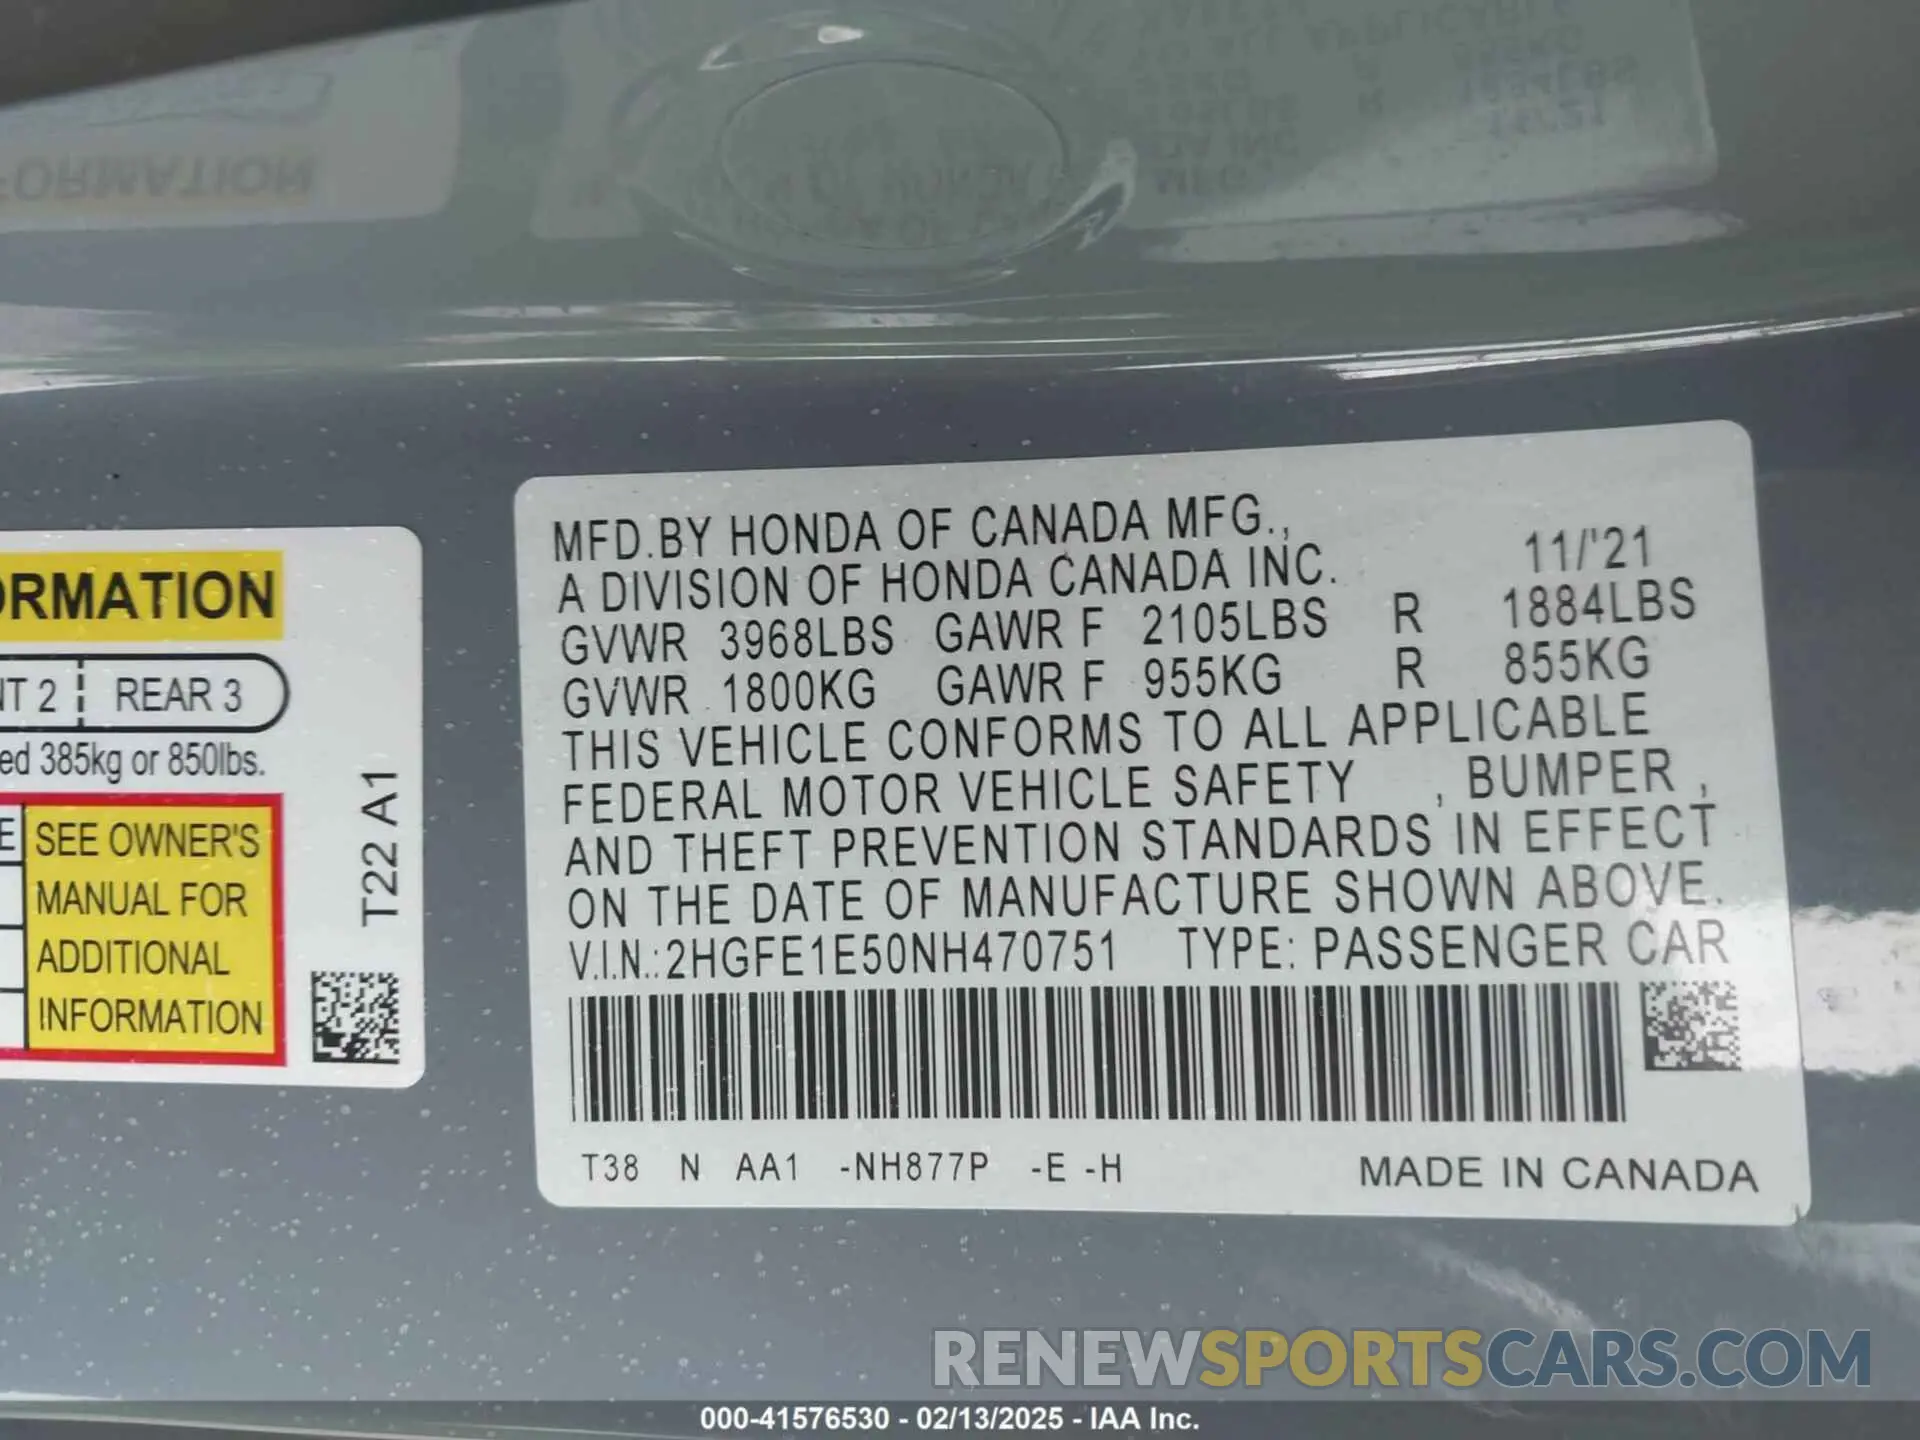 ORMATION
NT 2 REAR 3
ed 385kg or 850lbs.
E
SEE OWNER'S
MANUAL FOR
ADDITIONAL
INFORMATION
T22 A1
MFD.BY HONDA OF CANADA MFG.,
A DIVISION OF HONDA CANADA INC. 11/'21
GVWR 3968LBS GAWR F 2105LBS R 1884LBS
GVWR 1800KG GAWR F 955KG R 855KG
THIS VEHICLE CONFORMS TO ALL APPLICABLE
FEDERAL MOTOR VEHICLE SAFETY , BUMPER ,
AND THEFT PREVENTION STANDARDS IN EFFECT
ON THE DATE OF MANUFACTURE SHOWN ABOVE.
V.I.N.:2HGFE1E50NH470751 TYPE: PASSENGER CAR
T38 N AA1 -NH877P -E -H MADE IN CANADA
RENEWSPORTSCARS.COM
000-41576530 - 02/13/2025 - IAA Inc.